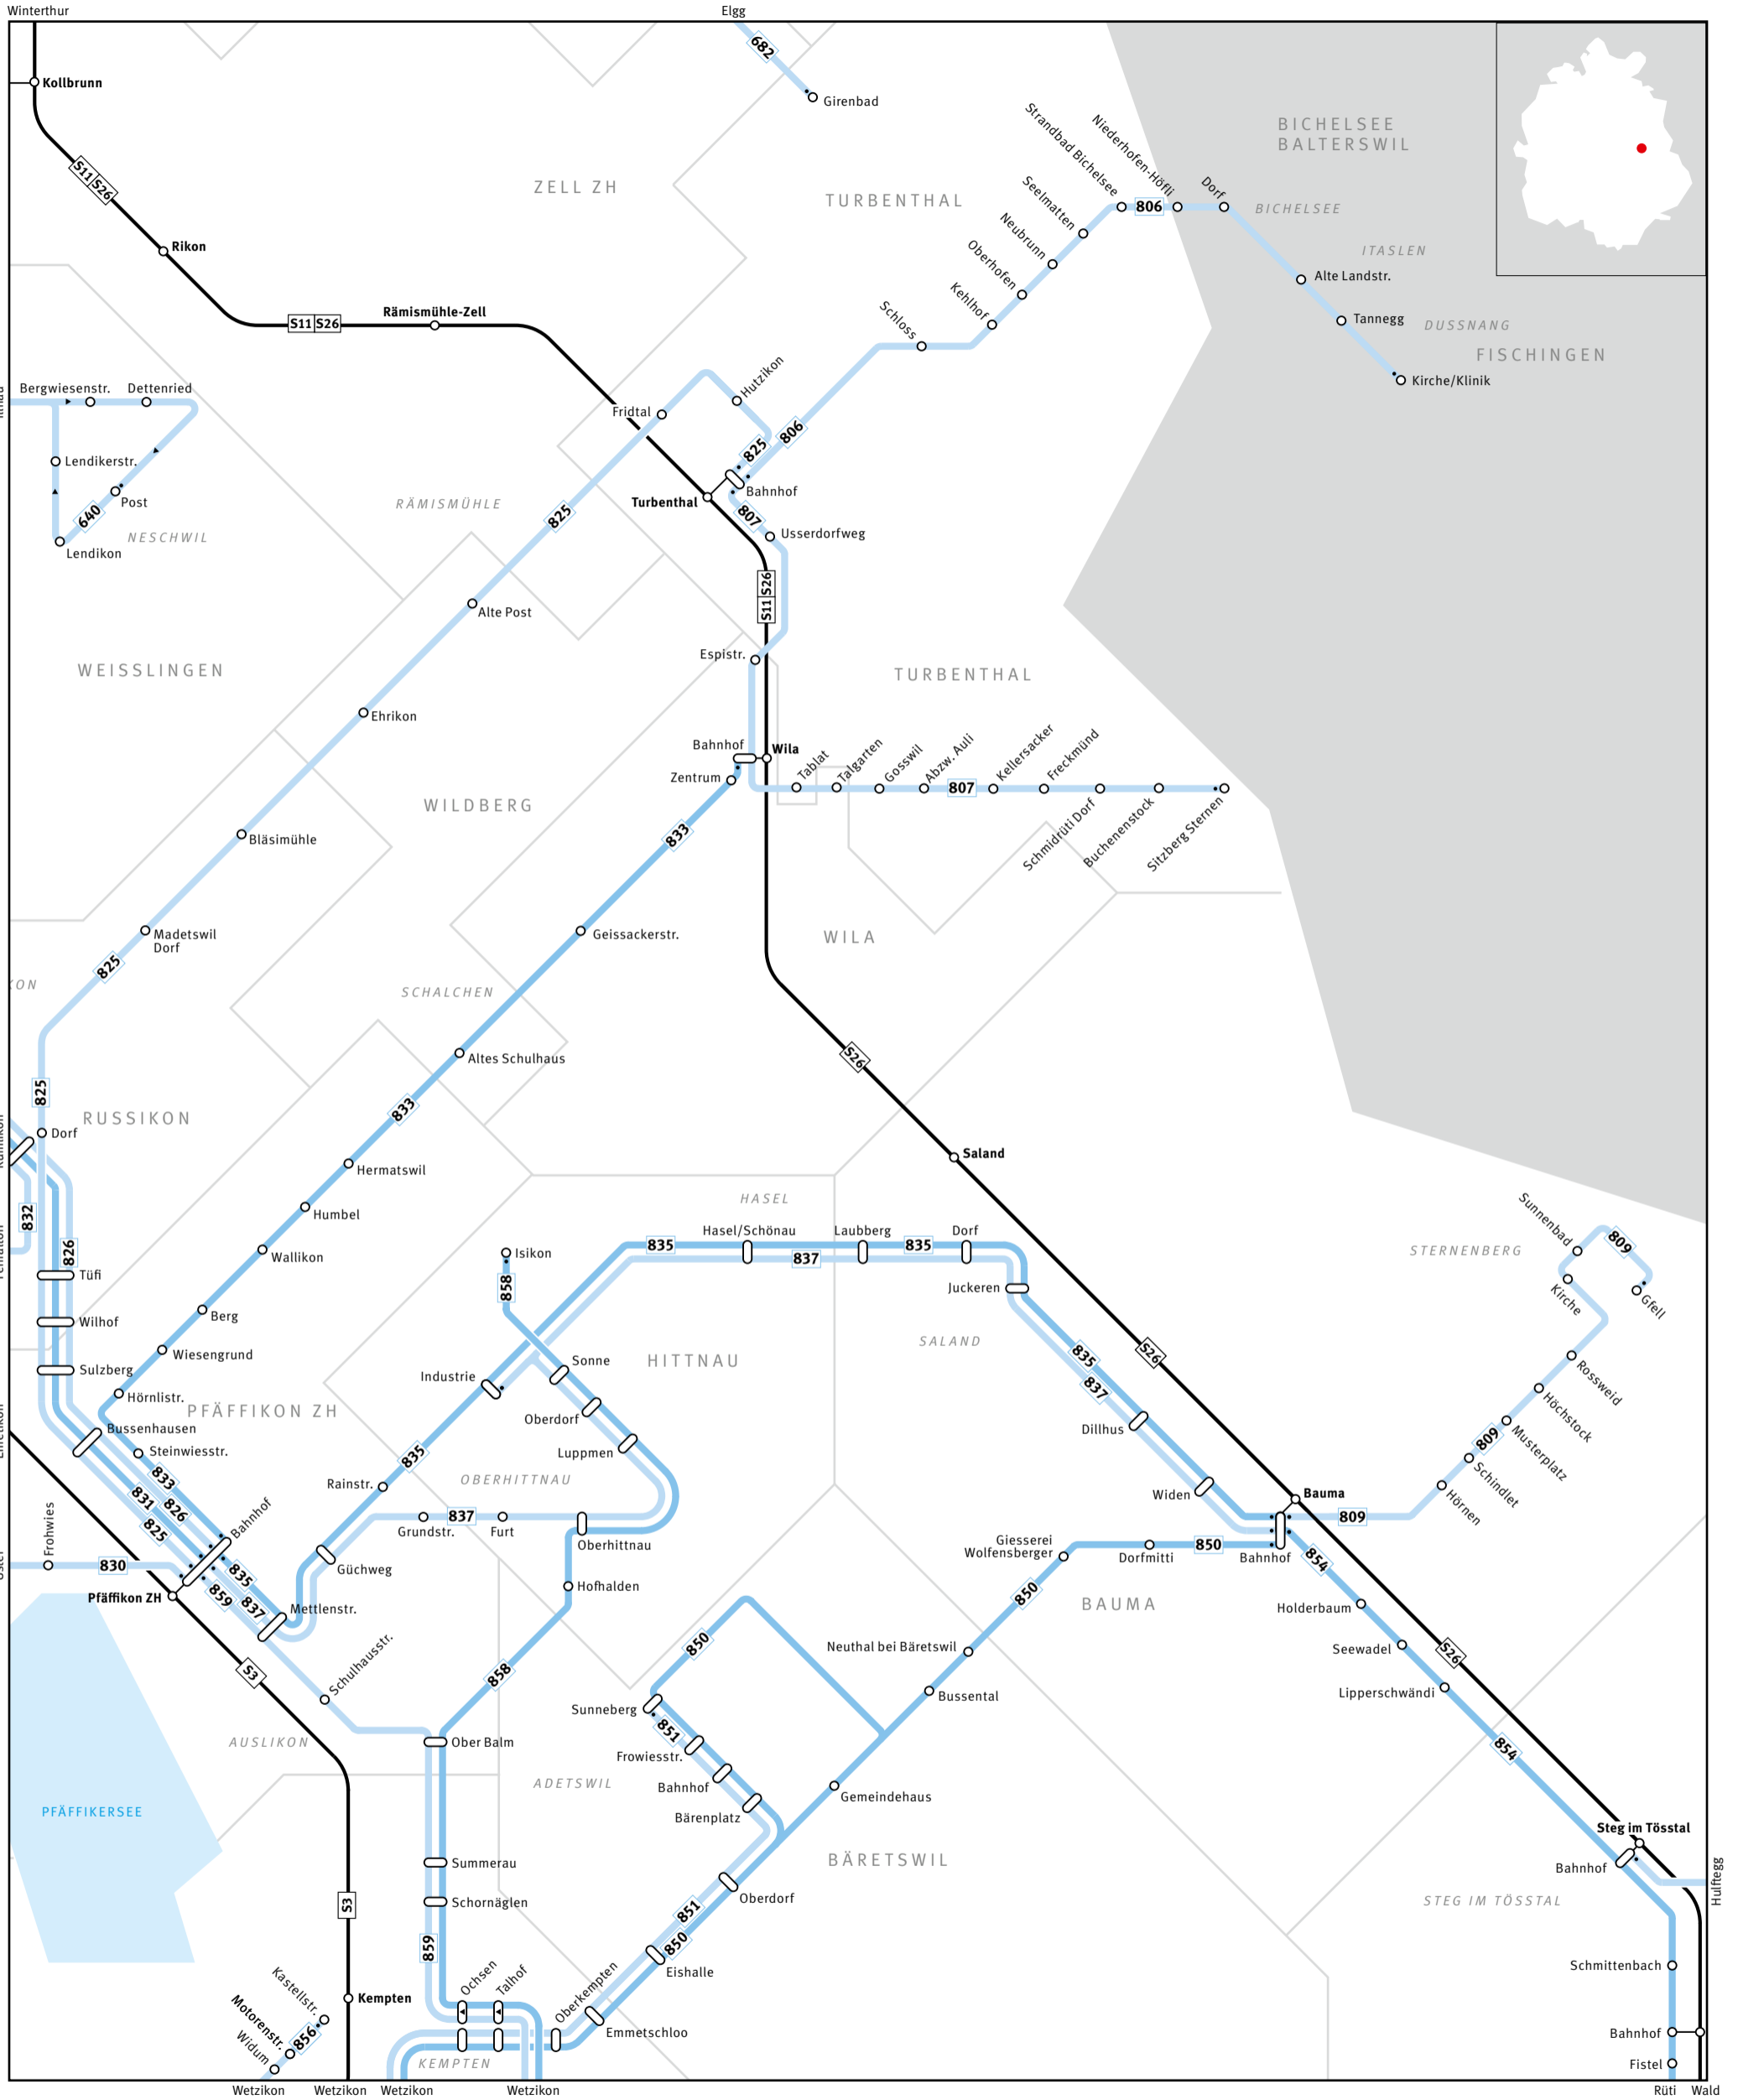 Winterthur
Elgg
682
Kollbrunn
Girenbad
BICHELSEE
BALTERSWIL
Strandbad Bichelsee
Niederhofen-Höfli
S11 S26
ZELL ZH
TURBENTHAL
Seelmatten
Dorf
806
BICHELSEE
Neubrunn
Rikon
Oberhofen
ITASLEN
Alte Landstr.
Kehlhof
Rämismühle-Zell
S11 S26
Schloss
Tannegg
DUSSNANG
FISCHINGEN
Kirche/Klinik
Bergwiesenstr.
Dettenried
Hutzikon
Fridtal
806
825
Lendikerstr.
Bahnhof
Post
RÄMISMÜHLE
Turbenthal
640
825
807
NESCHWIL
Usserdorfweg
Lendikon
S11 S26
Alte Post
Espistr.
WEISSLINGEN
TURBENTHAL
Ehrikon
Bahnhof
Wila
Tablat
Talgarten
Gosswil
Abzw. Auli
Kellersacker
Freckmünd
Zentrum
807
WILDBERG
Schmidrüti Dorf
Buchenenstock
Sitzberg Sternen
833
Bläsimühle
Madetswil
Dorf
Geissackerstr.
WILA
825
KON
SCHALCHEN
Altes Schulhaus
S26
825
833
RUSSIKON
Dorf
Saland
Hermatswil
HASEL
832
Humbel
Sunnenbad
826
Wallikon
Isikon
835
Hasel/Schönau
837
Laubberg
835
Dorf
STERNENBERG
809
Tüfi
858
Juckeren
Kirche
Gfell
Wilhof
Berg
SALAND
Wiesengrund
Sonne
HITTNAU
835
S26
Sulzberg
Industrie
837
Rossweid
Hörnlistr.
PFÄFFIKON ZH
Oberdorf
Höchstock
Bussenhausen
Luppmen
Dillhus
Musterplatz
Steinwiesstr.
835
809
833
OBERHITTNAU
Schindlet
831
826
Rainstr.
Widen
Bauma
Hörnen
825
Frohwies
Bahnhof
837
Grundstr.
Furt
809
Oberhittnau
Giesserei
Wolfensberger
Dorfmitti
850
Bahnhof
830
835
Güchweg
854
Hofhalden
Pfäffikon ZH
859
837
Mettlenstr.
850
BAUMA
Holderbaum
Schulhausstr.
850
Neuthal bei Bäretswil
Seewadel
S26
S3
858
Bussental
Lipperschwändi
Sunneberg
AUSLIKON
Ober Balm
851
854
Frowiesstr.
ADETSWIL
Bahnhof
Gemeindehaus
PFÄFFIKERSEE
Bärenplatz
Steg im Tösstal
Summerau
BÄRETSWIL
Bahnhof
Hulftegg
Schornäglen
Oberdorf
STEG IM TÖSSTAL
S3
851
859
850
Eishalle
Schmittenbach
Kastellstr.
Kempten
Ochsen
Talhof
Oberkempten
Motorenstr.
856
Emmetschloo
Bahnhof
Widum
KEMPTEN
Fistel
Wetzikon
Wetzikon
Wetzikon
Wetzikon
Rüti
Wald